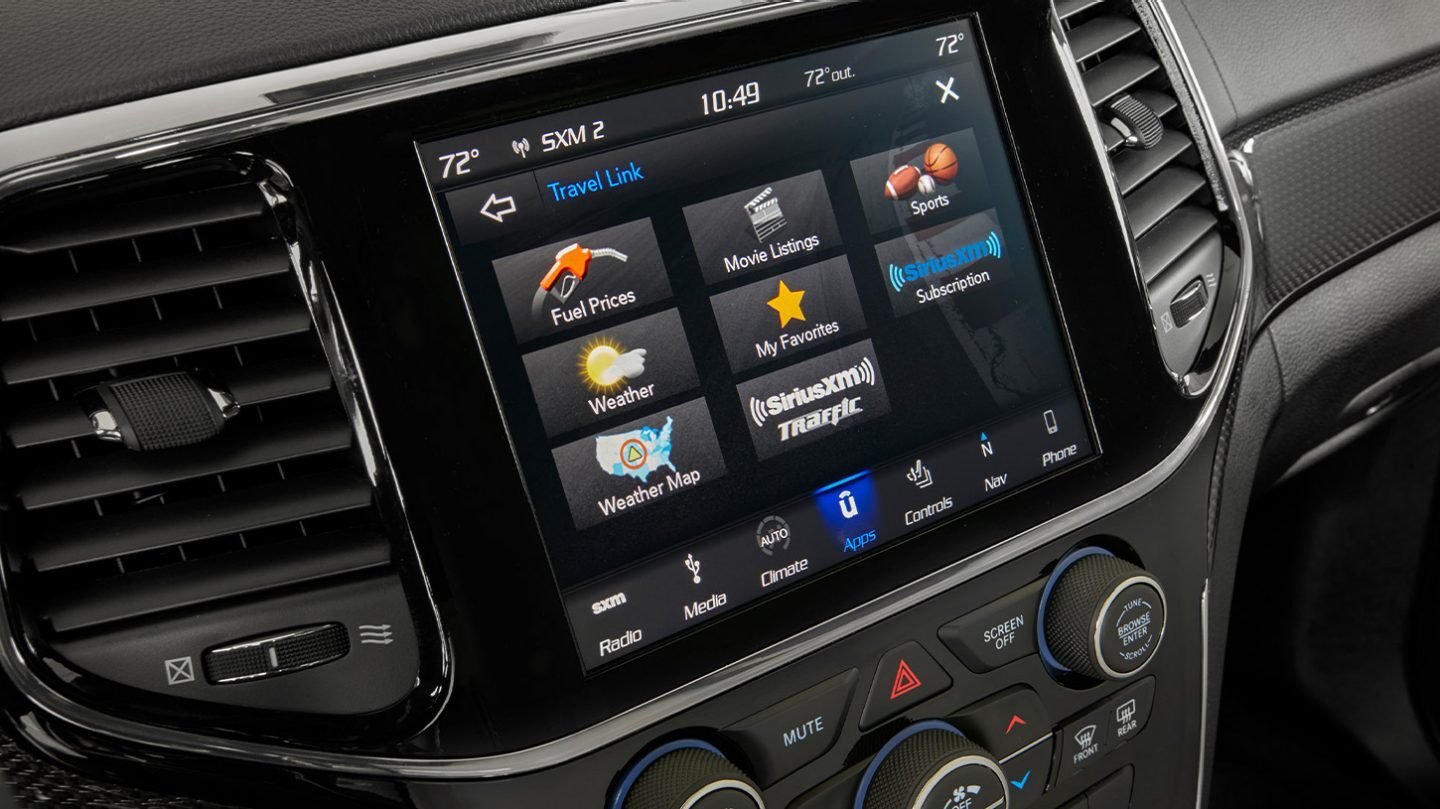 72°
SXM 2
10:49
72° out.
72°
Travel Link
X
Fuel Prices
Movie Listings
Sports
Weather
My Favorites
SiriusXM
Subscription
Weather Map
SiriusXM
Traffic
sxm
Radio
Media
AUTO
Climate
û
Apps
Controls
N
Nav
Phone
SCREEN
OFF
TUNE
BROWSE
ENTER
SCROLL
MUTE
FRONT
REAR
OFF